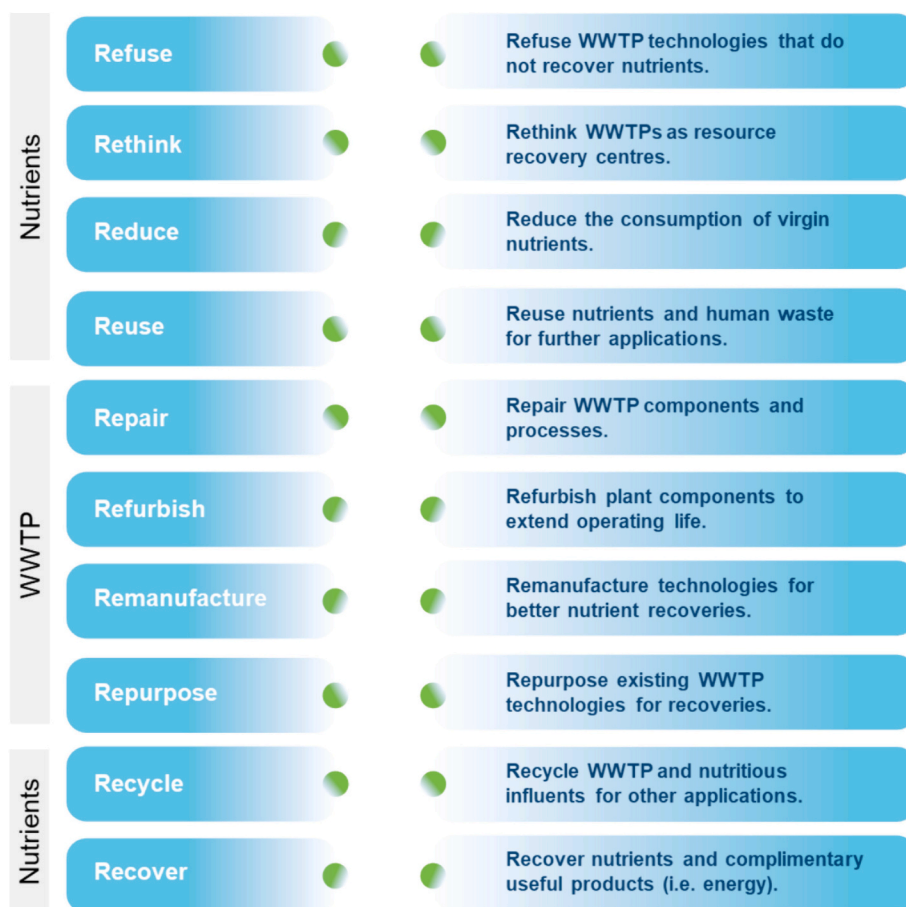 Nutrients
Refuse
Refuse WWTP technologies that do
not recover nutrients.
Rethink
Rethink WWTPs as resource
recovery centres.
Reduce
Reduce the consumption of virgin
nutrients.
Reuse
Reuse nutrients and human waste
for further applications.
WWTP
Repair
Repair WWTP components and
processes.
Refurbish
Refurbish plant components to
extend operating life.
Remanufacture
Remanufacture technologies for
better nutrient recoveries.
Repurpose
Repurpose existing WWTP
technologies for recoveries.
Nutrients
Recycle
Recycle WWTP and nutritious
influents for other applications.
Recover
Recover nutrients and complimentary
useful products (i.e. energy).